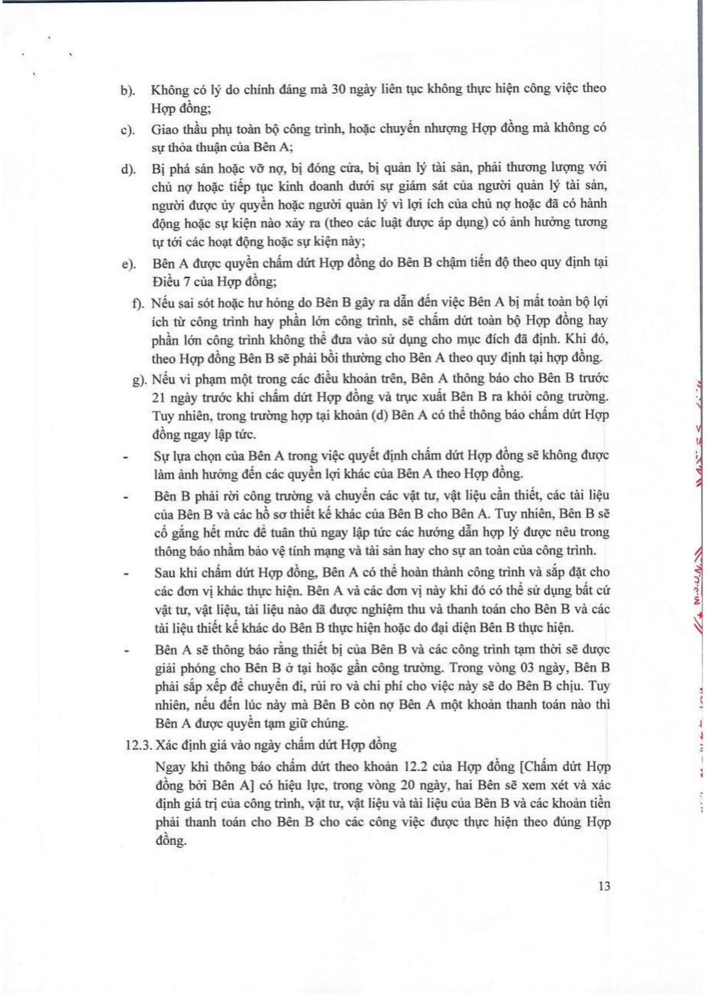 b). Không có lý do chính đáng mà 30 ngày liên tục không thực hiện công việc theo
Hợp đồng;
c). Giao thầu phụ toàn bộ công trình, hoặc chuyển nhượng Hợp đồng mà không có
sự thỏa thuận của Bên A;
d). Bị phá sản hoặc vỡ nợ, bị đóng cửa, bị quản lý tài sản, phải thương lượng với
chủ nợ hoặc tiếp tục kinh doanh dưới sự giám sát của người quản lý tài sản,
người được ủy quyền hoặc người quản lý vì lợi ích của chủ nợ hoặc đã có hành
động hoặc sự kiện nào xảy ra (theo các luật được áp dụng) có ảnh hưởng tương
tự tới các hoạt động hoặc sự kiện này;
e). Bên A được quyền chấm dứt Hợp đồng do Bên B chậm tiến độ theo quy định tại
Điều 7 của Hợp đồng;
f). Nếu sai sót hoặc hư hỏng do Bên B gây ra dẫn đến việc Bên A bị mất toàn bộ lợi
ích từ công trình hay phần lớn công trình, sẽ chấm dứt toàn bộ Hợp đồng hay
phần lớn công trình không thể đưa vào sử dụng cho mục đích đã định. Khi đó,
theo Hợp đồng Bên B sẽ phải bồi thường cho Bên A theo quy định tại hợp đồng.
g). Nếu vi phạm một trong các điều khoản trên, Bên A thông báo cho Bên B trước
21 ngày trước khi chấm dứt Hợp đồng và trục xuất Bên B ra khỏi công trường.
Tuy nhiên, trong trường hợp tại khoản (d) Bên A có thể thông báo chấm dứt Hợp
đồng ngay lập tức.
- Sự lựa chọn của Bên A trong việc quyết định chấm dứt Hợp đồng sẽ không được
làm ảnh hưởng đến các quyền lợi khác của Bên A theo Hợp đồng.
- Bên B phải rời công trường và chuyển các vật tư, vật liệu cần thiết, các tài liệu
của Bên B và các hồ sơ thiết kế khác của Bên B cho Bên A. Tuy nhiên, Bên B sẽ
cố gắng hết mức để tuân thủ ngay lập tức các hướng dẫn hợp lý được nêu trong
thông báo nhằm bảo vệ tính mạng và tài sản hay cho sự an toàn của công trình.
- Sau khi chấm dứt Hợp đồng, Bên A có thể hoàn thành công trình và sắp đặt cho
các đơn vị khác thực hiện. Bên A và các đơn vị này khi đó có thể sử dụng bất cứ
vật tư, vật liệu, tài liệu nào đã được nghiệm thu và thanh toán cho Bên B và các
tài liệu thiết kế khác do Bên B thực hiện hoặc do đại diện Bên B thực hiện.
- Bên A sẽ thông báo rằng thiết bị của Bên B và các công trình tạm thời sẽ được
giải phóng cho Bên B ở tại hoặc gần công trường. Trong vòng 03 ngày, Bên B
phải sắp xếp để chuyển đi, rủi ro và chi phí cho việc này sẽ do Bên B chịu. Tuy
nhiên, nếu đến lúc này mà Bên B còn nợ Bên A một khoản thanh toán nào thì
Bên A được quyền tạm giữ chúng.
12.3. Xác định giá vào ngày chấm dứt Hợp đồng
Ngay khi thông báo chấm dứt theo khoản 12.2 của Hợp đồng [Chấm dứt Hợp
đồng bởi Bên A] có hiệu lực, trong vòng 20 ngày, hai Bên sẽ xem xét và xác
định giá trị của công trình, vật tư, vật liệu và tài liệu của Bên B và các khoản tiền
phải thanh toán cho Bên B cho các công việc được thực hiện theo đúng Hợp
đồng.
13